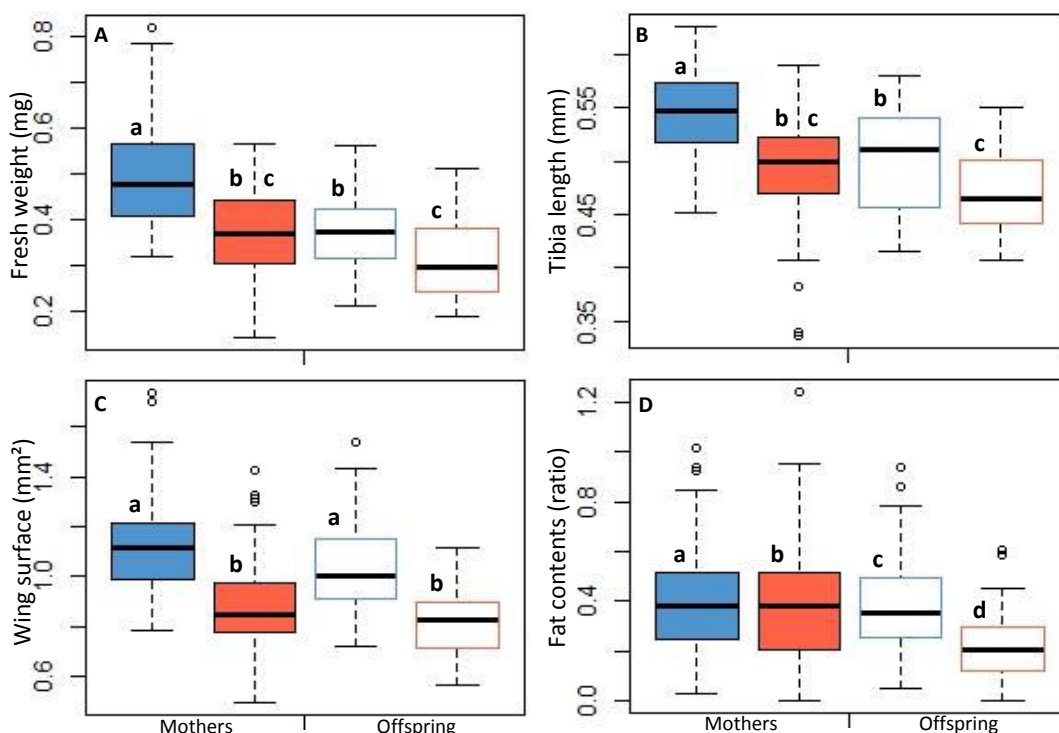 A
Fresh weight (mg)
0.8
0.6
0.4
0.2
a
b c
b
c
B
Tibia length (mm)
0.55
0.45
0.35
a
b c
b
c
C
Wing surface (mm²)
1.4
1.0
0.6
a
b
a
b
Mothers
Offspring
D
Fat contents (ratio)
1.2
0.8
0.4
0.0
a
b
c
d
Mothers
Offspring